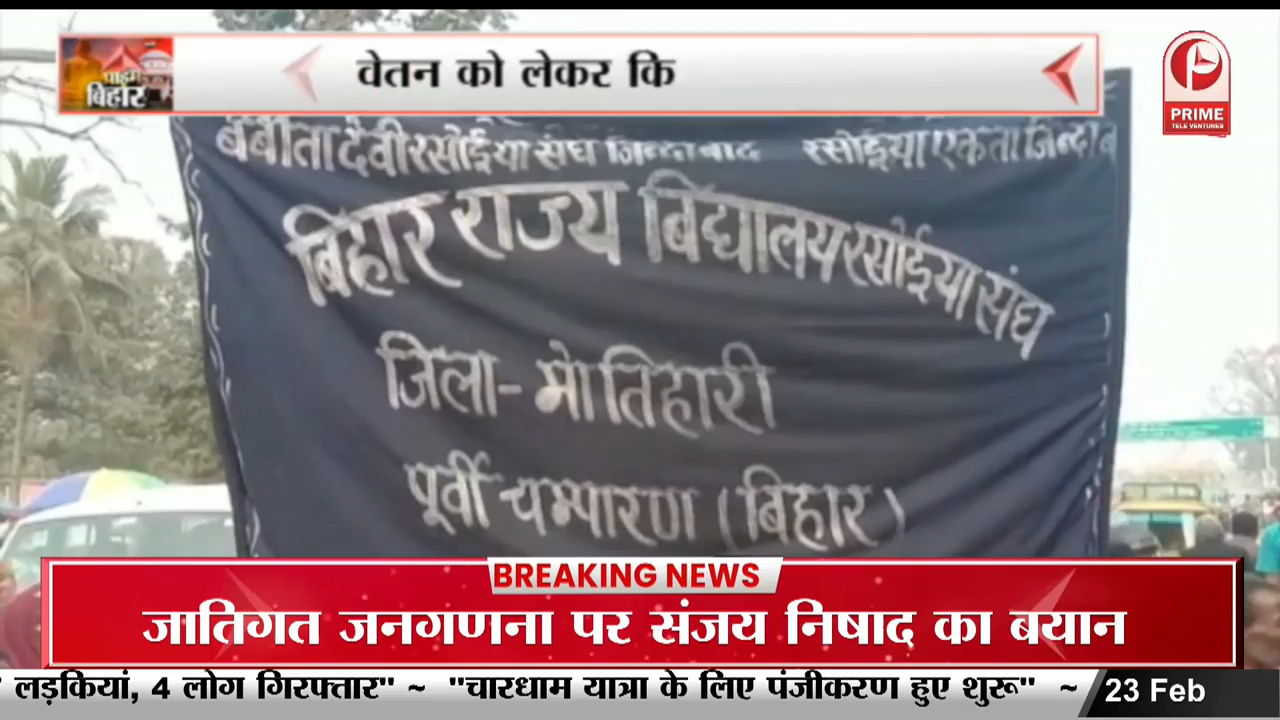 प्राइम
बिहार
वेतन को लेकर कि
PRIME
TELE VENTURES
बबीता देवी रसोईया संघ जिन्दाबाद रसोईया एकता जिन्दाब
बिहार राज्य बिद्यालय रसोईया संघ
जिला- मोतिहारी
पूर्वी चम्पारण (बिहार)
BREAKING NEWS
जातिगत जनगणना पर संजय निषाद का बयान
लड़कियां, 4 लोग गिरफ्तार" ~ "चारधाम यात्रा के लिए पंजीकरण हुए शुरू" ~
23 Feb